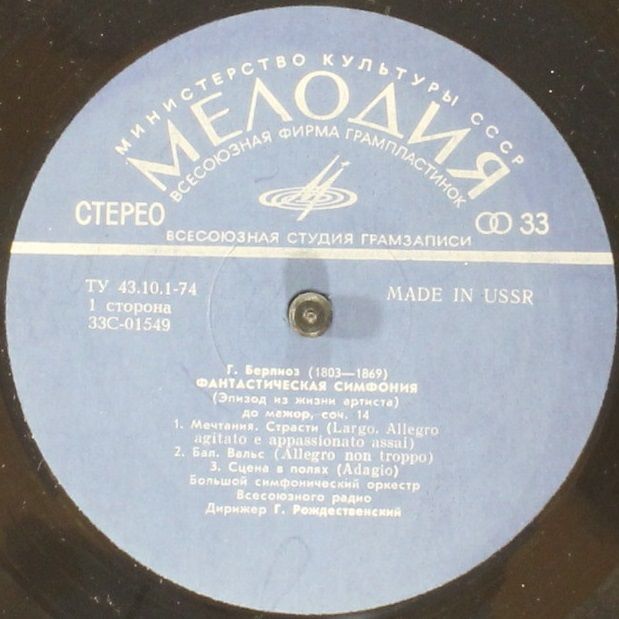 МИНИСТЕРСТВО КУЛЬТУРЫ СССР
МЕЛОДИЯ
ВСЕСОЮЗНАЯ ФИРМА ГРАМПЛАСТИНОК
СТЕРЕО
33
ВСЕСОЮЗНАЯ СТУДИЯ ГРАМЗАПИСИ
ТУ 43.10.1-74
MADE IN USSR
1 сторона
33С-01549
Г. Берлиоз (1803—1869)
ФАНТАСТИЧЕСКАЯ СИМФОНИЯ
(Эпизод из жизни артиста)
до мажор, соч. 14
1. Мечтания. Страсти (Largo. Allegro
agitato e appassionato assai)
2. Бал. Вальс (Allegro non troppo)
3. Сцена в полях (Adagio)
Большой симфонический оркестр
Всесоюзного радио
Дирижер Г. Рождественский